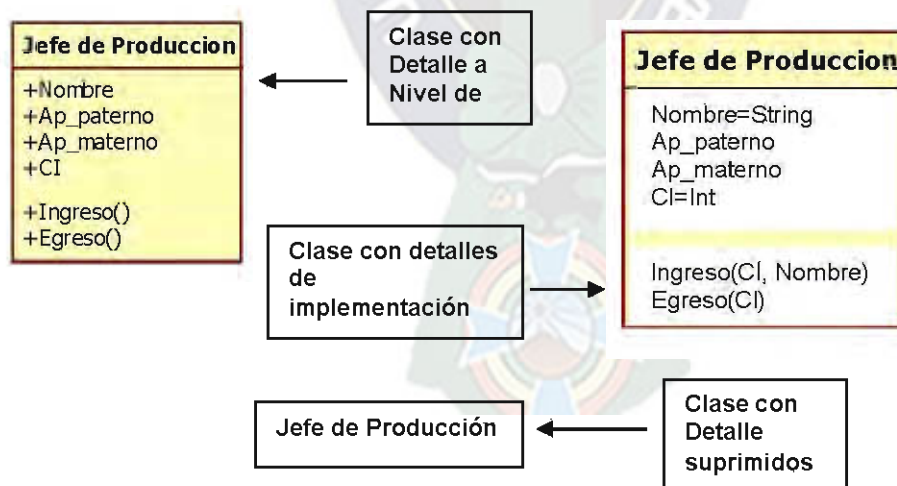 Jefe de Produccion
+Nombre
+Ap_paterno
+Ap_materno
+CI
+Ingreso()
+Egreso()
Clase con
Detalle a
Nivel de
Jefe de Produccion
Nombre=String
Ap_paterno
Ap_materno
CI=Int
Ingreso(CI, Nombre)
Egreso(CI)
Clase con detalles
de
implementación
Jefe de Producción
Clase con
Detalle
suprimidos